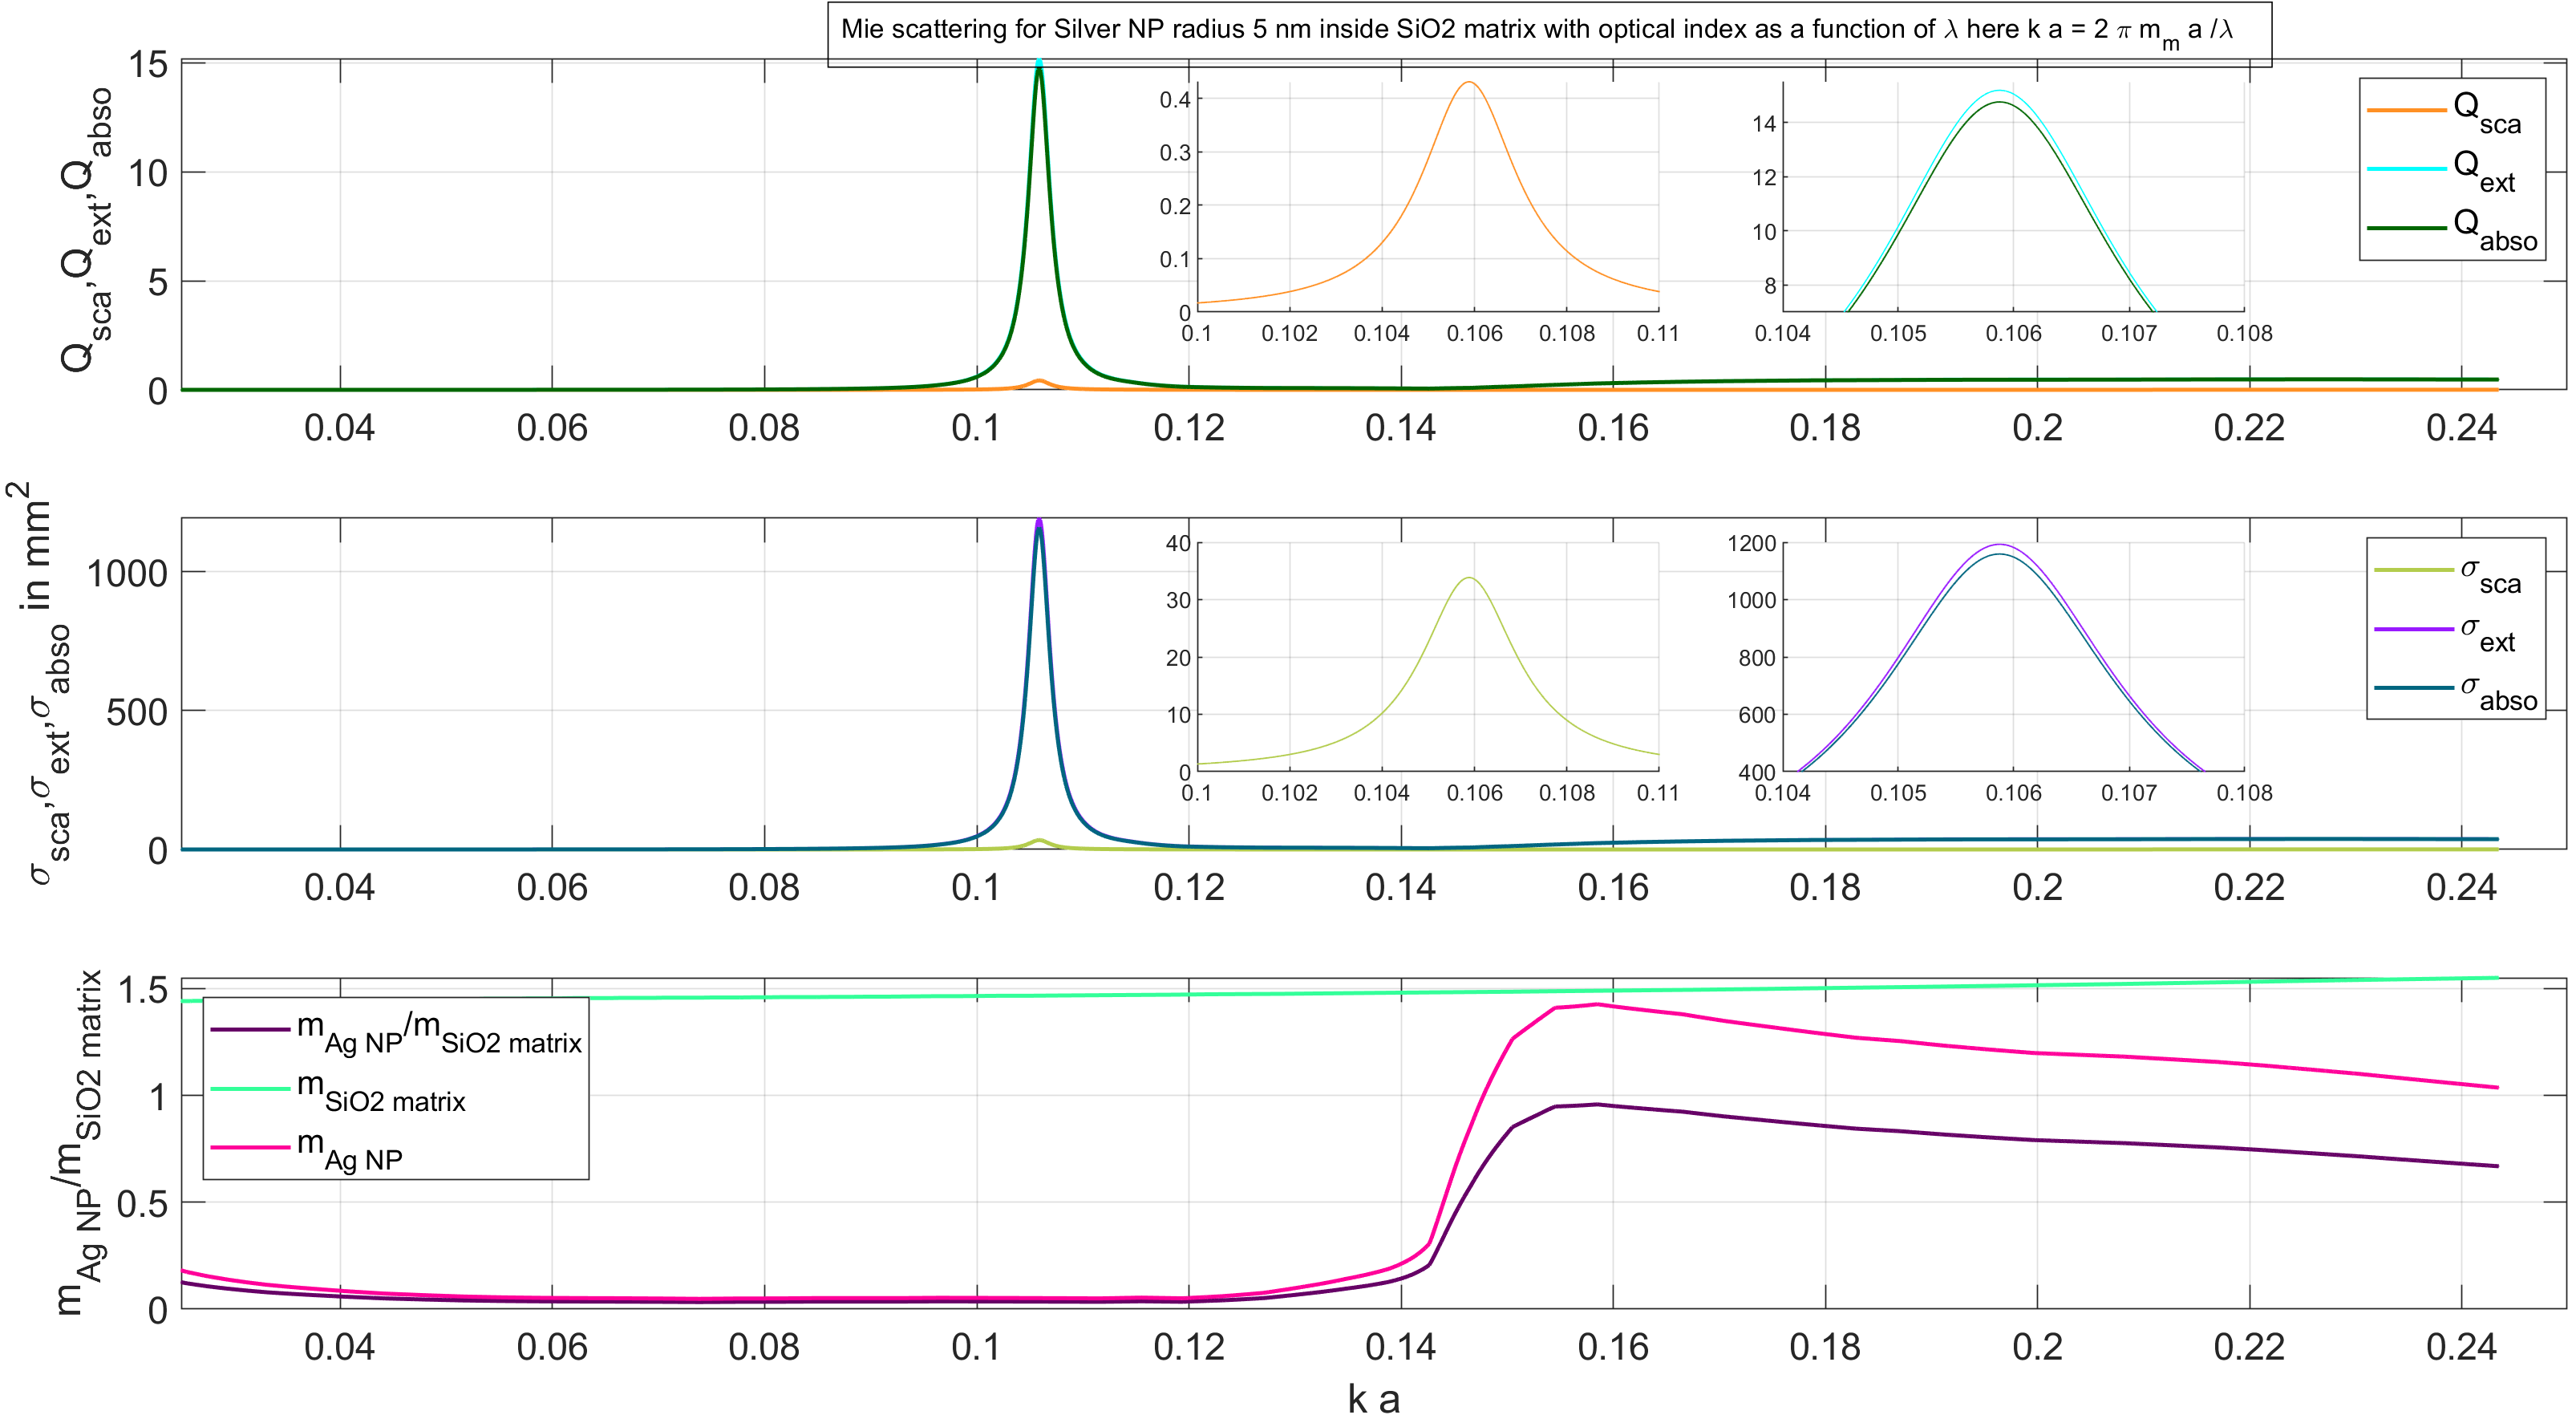 Mie scattering for Silver NP radius 5 nm inside SiO2 matrix with optical index as a function of λ here k a = 2 π m_m a /λ
Q_sca,Q_ext,Q_abso
15
10
5
0
0.04 0.06 0.08 0.1 0.12 0.14 0.16 0.18 0.2 0.22 0.24
0.4
0.3
0.2
0.1
0
0.1 0.102 0.104 0.106 0.108 0.11
14
12
10
8
0.104 0.105 0.106 0.107 0.108
Q_sca
Q_ext
Q_abso
σ_sca,σ_ext,σ_abso in mm^2
1000
500
0
0.04 0.06 0.08 0.1 0.12 0.14 0.16 0.18 0.2 0.22 0.24
40
30
20
10
0
0.1 0.102 0.104 0.106 0.108 0.11
1200
1000
800
600
400
0.104 0.105 0.106 0.107 0.108
σ_sca
σ_ext
σ_abso
m_Ag NP/m_SiO2 matrix
1.5
1
0.5
0
m_Ag NP/m_SiO2 matrix
m_SiO2 matrix
m_Ag NP
0.04 0.06 0.08 0.1 0.12 0.14 0.16 0.18 0.2 0.22 0.24
k a